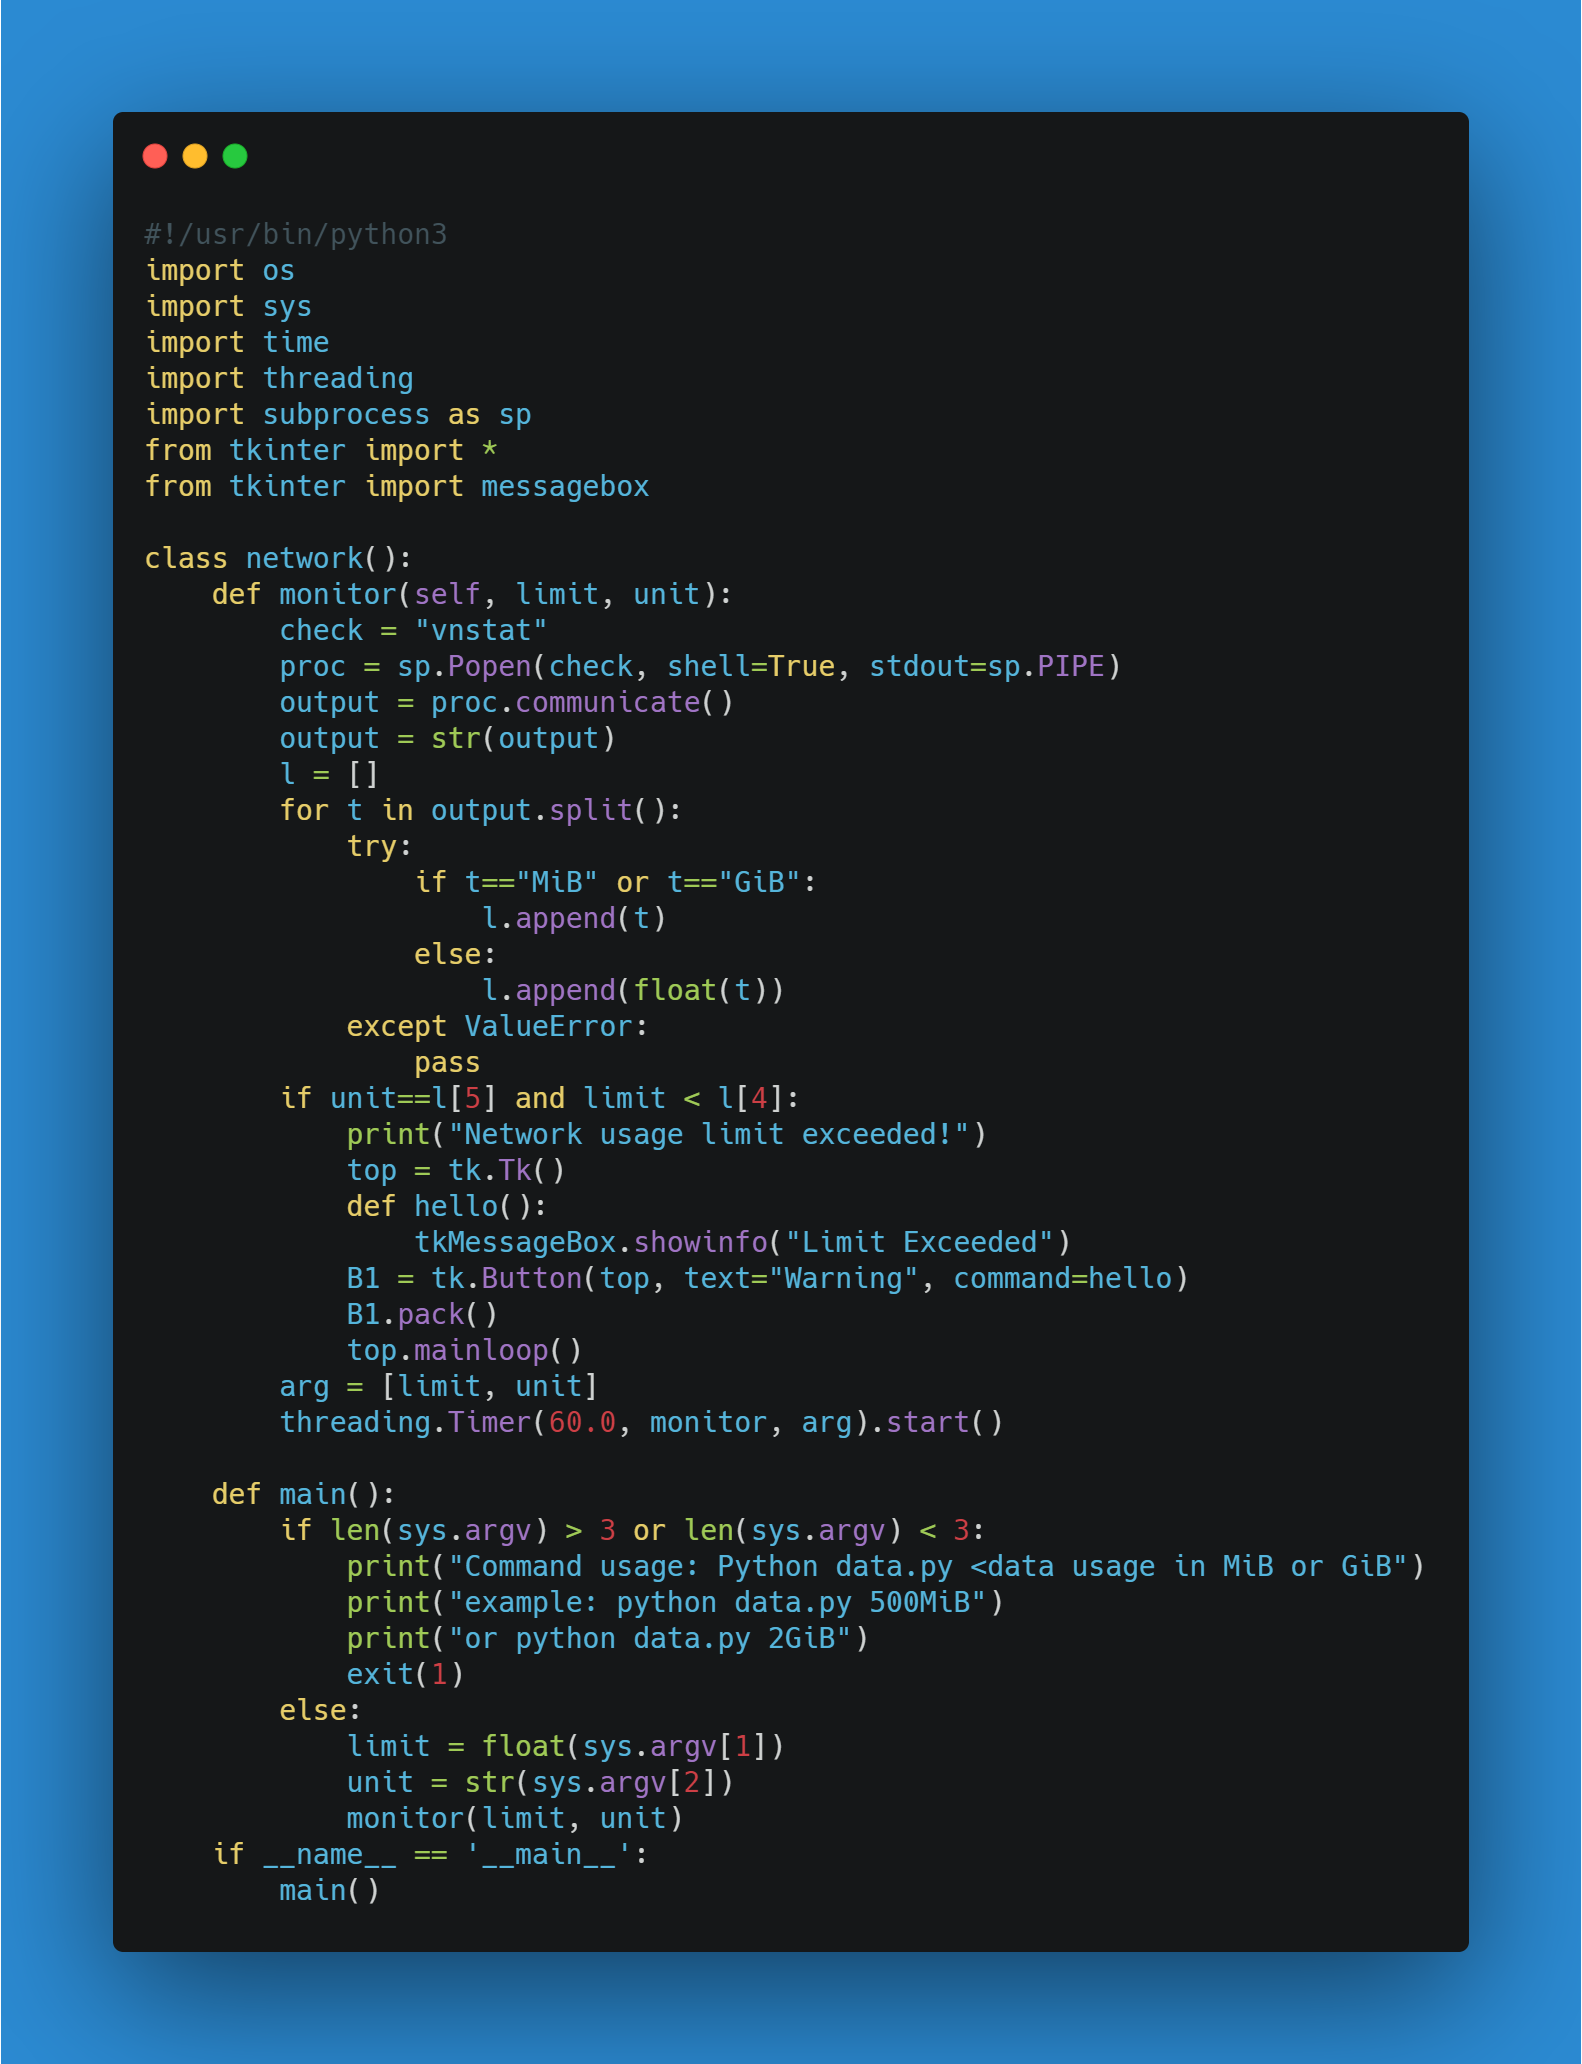 #!/usr/bin/python3
import os
import sys
import time
import threading
import subprocess as sp
from tkinter import *
from tkinter import messagebox

class network():
    def monitor(self, limit, unit):
        check = "vnstat"
        proc = sp.Popen(check, shell=True, stdout=sp.PIPE)
        output = proc.communicate()
        output = str(output)
        l = []
        for t in output.split():
            try:
                if t=="MiB" or t=="GiB":
                    l.append(t)
                else:
                    l.append(float(t))
            except ValueError:
                pass
        if unit==l[5] and limit < l[4]:
            print("Network usage limit exceeded!")
            top = tk.Tk()
            def hello():
                tkMessageBox.showinfo("Limit Exceeded")
            B1 = tk.Button(top, text="Warning", command=hello)
            B1.pack()
            top.mainloop()
        arg = [limit, unit]
        threading.Timer(60.0, monitor, arg).start()

    def main():
        if len(sys.argv) > 3 or len(sys.argv) < 3:
            print("Command usage: Python data.py <data usage in MiB or GiB")
            print("example: python data.py 500MiB")
            print("or python data.py 2GiB")
            exit(1)
        else:
            limit = float(sys.argv[1])
            unit = str(sys.argv[2])
            monitor(limit, unit)
    if __name__ == '__main__':
        main()